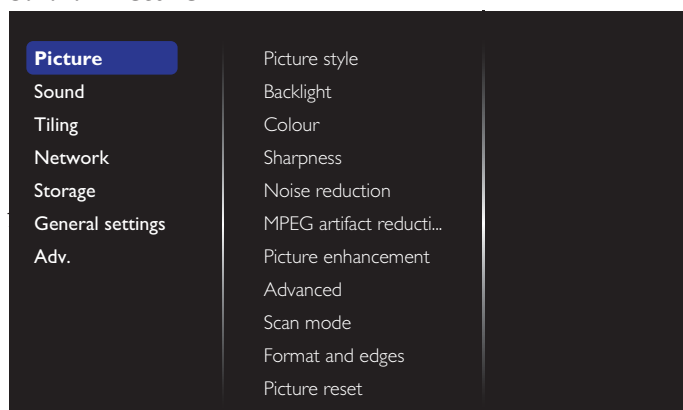 Picture
Sound
Tiling
Network
Storage
General settings
Adv.
Picture style
Backlight
Colour
Sharpness
Noise reduction
MPEG artifact reducti...
Picture enhancement
Advanced
Scan mode
Format and edges
Picture reset